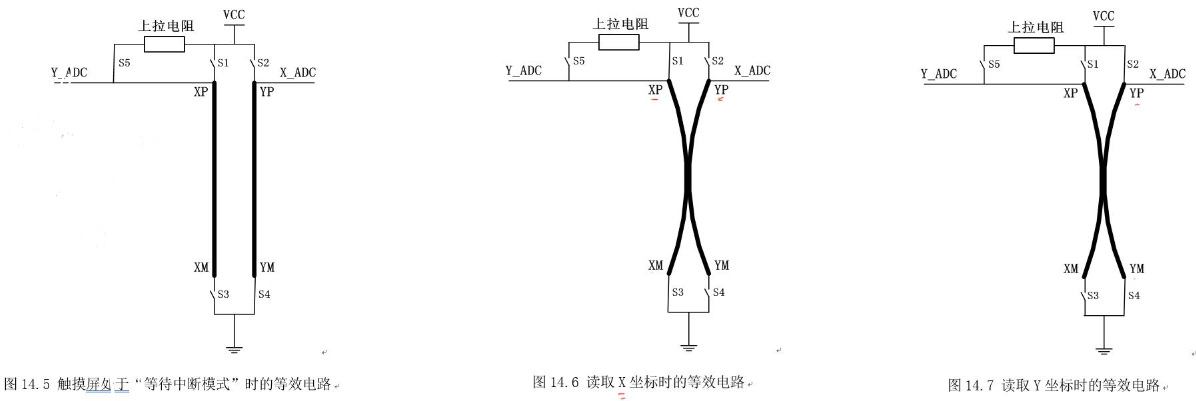 上拉电阻
VCC
S5
S1
S2
Y_ADC
X_ADC
XP
YP
XM
YM
S3
S4
图 14.5 触摸屏处于“等待中断模式”时的等效电路
上拉电阻
VCC
S5
S1
S2
Y_ADC
X_ADC
XP
YP
XM
YM
S3
S4
图 14.6 读取 X 坐标时的等效电路
上拉电阻
VCC
S5
S1
S2
Y_ADC
X_ADC
XP
YP
XM
YM
S3
S4
图 14.7 读取 Y 坐标时的等效电路